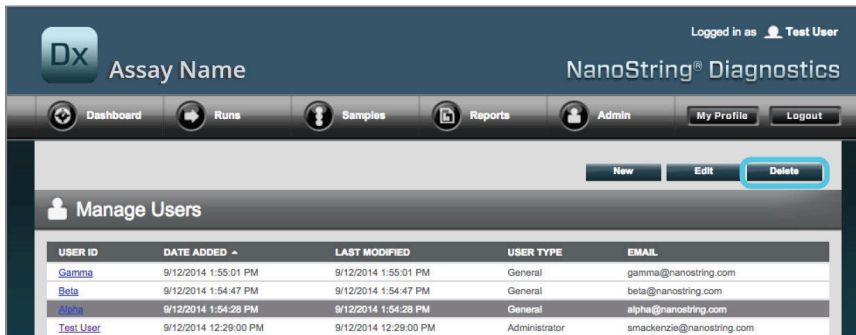 Logged in as Test User
Dx Assay Name
NanoString® Diagnostics
Dashboard Runs Samples Reports Admin My Profile Logout
New Edit Delete
Manage Users
USER ID DATE ADDED LAST MODIFIED USER TYPE EMAIL
Gamma 9/12/2014 1:55:01 PM 9/12/2014 1:55:01 PM General gamma@nanostring.com
Beta 9/12/2014 1:54:47 PM 9/12/2014 1:54:47 PM General beta@nanostring.com
Alpha 9/12/2014 1:54:28 PM 9/12/2014 1:54:28 PM General alpha@nanostring.com
Test User 9/12/2014 12:29:00 PM 9/12/2014 12:29:00 PM Administrator smackenzie@nanostring.com